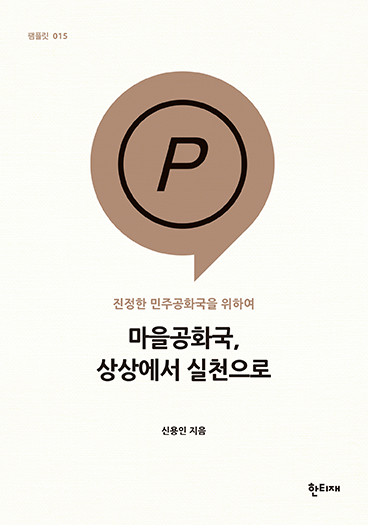 팸플릿 015
P
진정한 민주공화국을 위하여
마을공화국,
상상에서 실천으로
신용인 지음
한티재